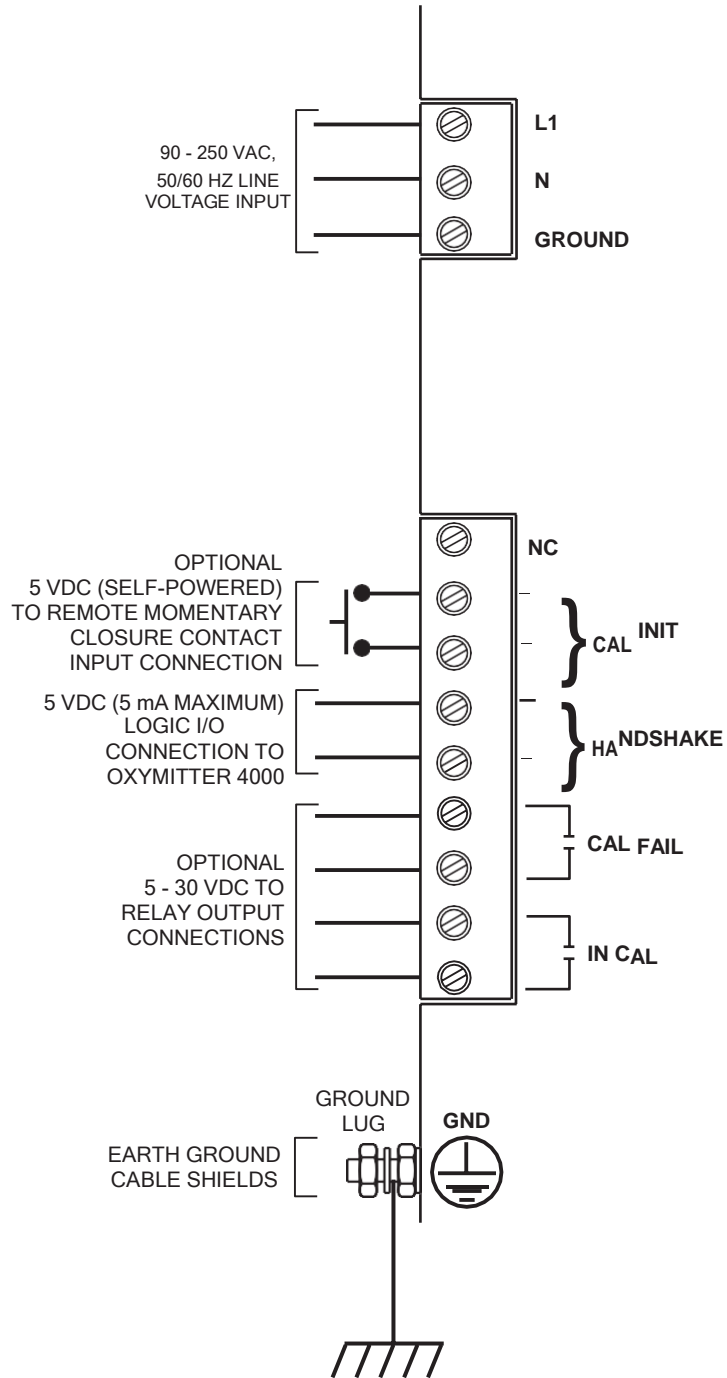 90 - 250 VAC,
50/60 HZ LINE
VOLTAGE INPUT
L1
N
GROUND
NC
OPTIONAL
5 VDC (SELF-POWERED)
TO REMOTE MOMENTARY
CLOSURE CONTACT
INPUT CONNECTION
CAL INIT
5 VDC (5 mA MAXIMUM)
LOGIC I/O
CONNECTION TO
OXYMITTER 4000
HANDSHAKE
OPTIONAL
5 - 30 VDC TO
RELAY OUTPUT
CONNECTIONS
CAL FAIL
IN CAL
GROUND
LUG
GND
EARTH GROUND
CABLE SHIELDS